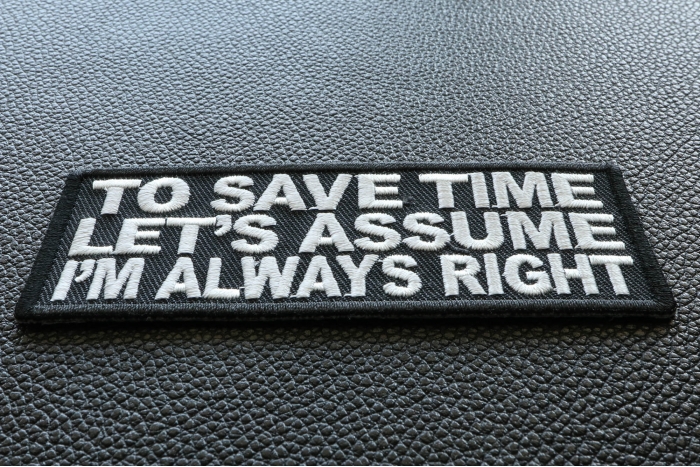 TO SAVE TIME
LET'S ASSUME
I'M ALWAYS RIGHT